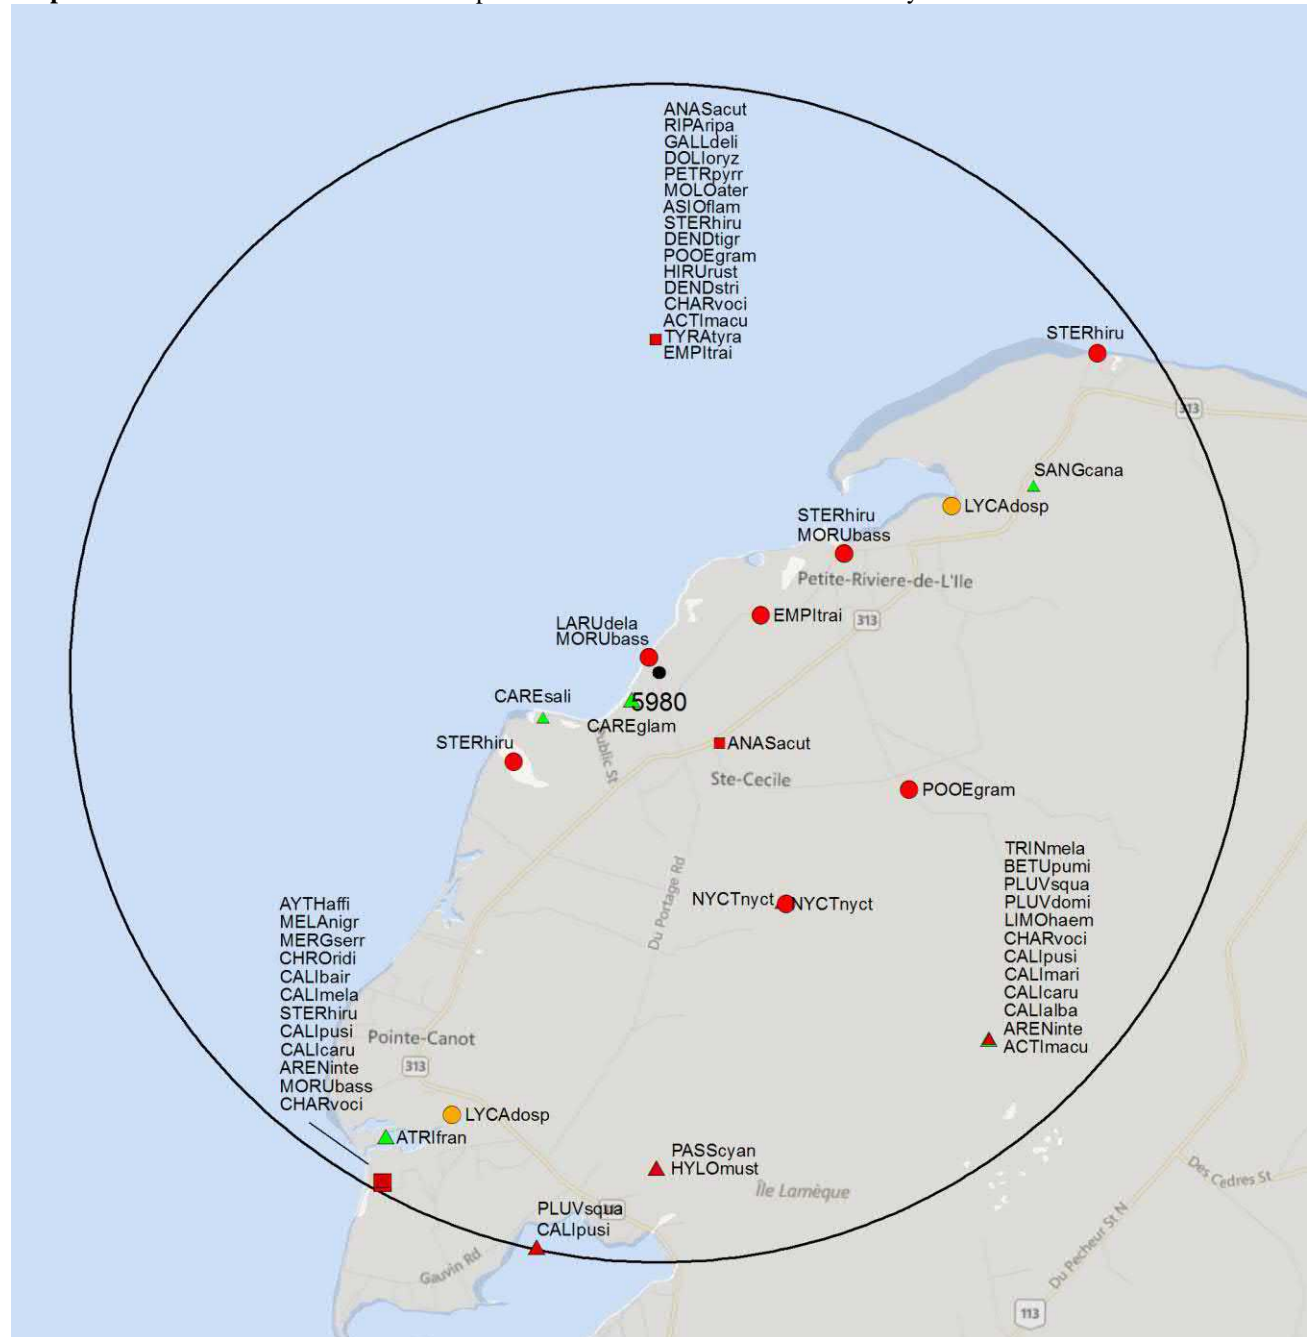 ANASacut
RIPAripa
GALLdeli
DOLIoryz
PETRpyrr
MOLOater
ASIOflam
STERhiru
DENDtigr
POOEgram
HIRUrust
DENDstri
CHARvoci
ACTImacu
TYRAtyra
EMPItrai
STERhiru
313
SANGcana
LYCAdosp
STERhiru
MORUbass
Petite-Riviere-de-L'Ile
EMPItrai
313
LARUdela
MORUbass
5980
CAREsali
CAREglam
STERhiru
Public St
ANASacut
Ste-Cecile
POOEgram
Du Portage Rd
NYCTnyct
NYCTnyct
TRINmela
BETUpumi
PLUVsqua
PLUVdomi
LIMOhaem
CHARvoci
CALIpusi
CALImari
CALIcaru
CALIalba
ARENinte
ACTImacu
AYTHaffi
MELAnigr
MERGserr
CHROridi
CALIbair
CALImela
STERhiru
CALIpusi
CALIcaru
ARENinte
MORUbass
CHARvoci
Pointe-Canot
313
LYCAdosp
ATRIfran
PASScyan
HYLOmust
Île Lamèque
Des Cedres St
PLUVsqua
313
CALIpusi
Gauvin Rd
Du Pecheur St N
113